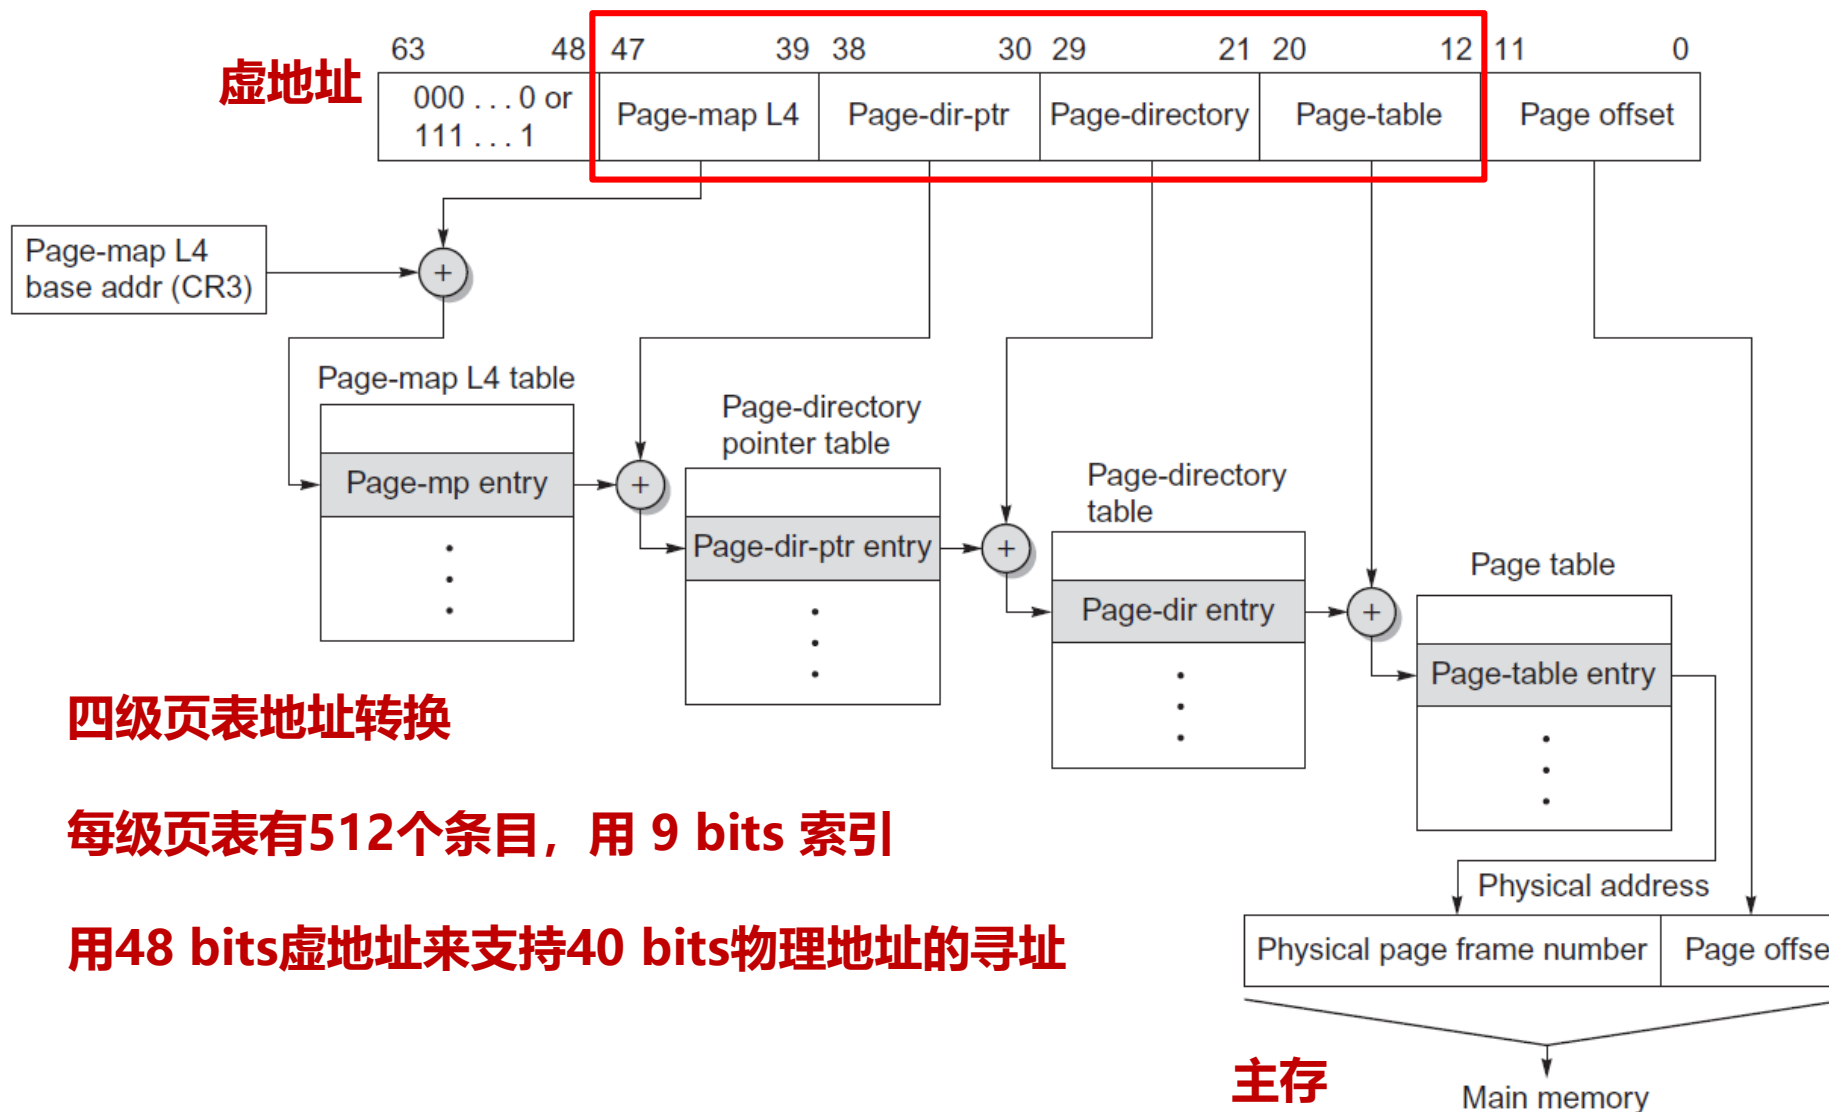 虚地址
63 48 47 39 38 30 29 21 20 12 11 0
000 . . . 0 or
111 . . . 1
Page-map L4
Page-dir-ptr
Page-directory
Page-table
Page offset
Page-map L4
base addr (CR3)
+
Page-map L4 table
Page-mp entry
+
Page-directory
pointer table
Page-dir-ptr entry
+
Page-directory
table
Page-dir entry
+
Page table
Page-table entry
四级页表地址转换
每级页表有512个条目，用 9 bits 索引
用48 bits虚地址来支持40 bits物理地址的寻址
Physical address
Physical page frame number
Page offse
主存
Main memory